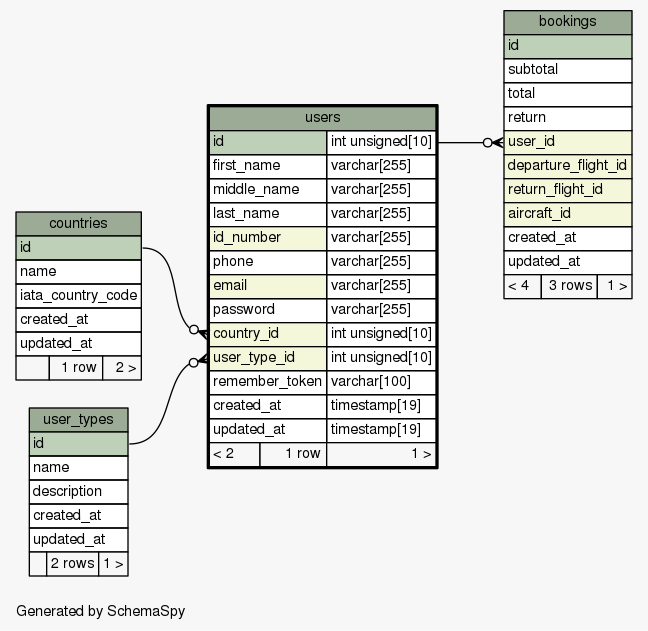 bookings
id
subtotal
total
return
user_id
departure_flight_id
return_flight_id
aircraft_id
created_at
updated_at
< 4 3 rows 1 >
users
id int unsigned[10]
first_name varchar[255]
middle_name varchar[255]
last_name varchar[255]
id_number varchar[255]
phone varchar[255]
email varchar[255]
password varchar[255]
country_id int unsigned[10]
user_type_id int unsigned[10]
remember_token varchar[100]
created_at timestamp[19]
updated_at timestamp[19]
< 2 1 row 1 >
countries
id
name
iata_country_code
created_at
updated_at
1 row 2 >
user_types
id
name
description
created_at
updated_at
2 rows 1 >
Generated by SchemaSpy